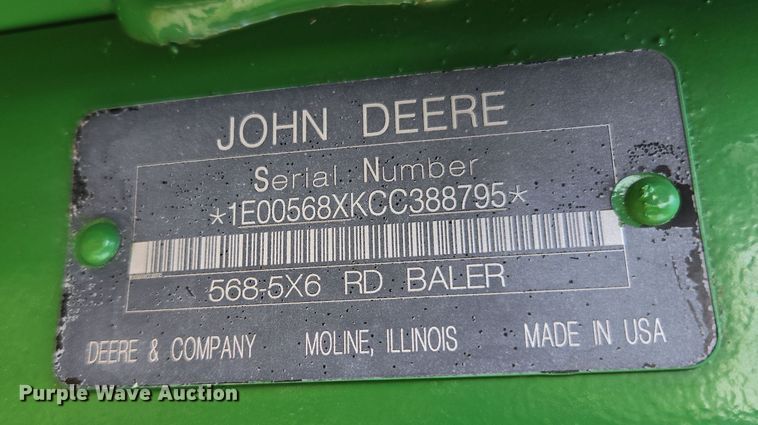 JOHN DEERE
Serial Number
*1E00568XKCC388795*
568-5X6 RD BALER
DEERE & COMPANY MOLINE, ILLINOIS MADE IN USA
Purple Wave Auction